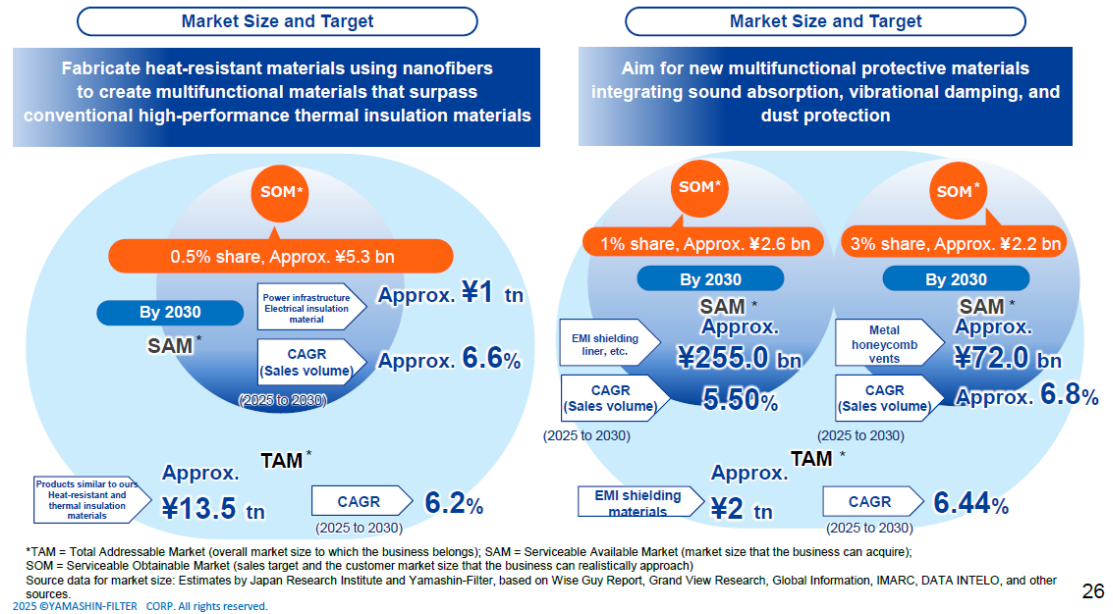 Market Size and Target
Fabricate heat-resistant materials using nanofibers
to create multifunctional materials that surpass
conventional high-performance thermal insulation materials
SOM*
0.5% share, Approx. ¥5.3 bn
By 2030
SAM *
Power infrastructure
Electrical insulation
material
Approx. ¥1 tn
CAGR
(Sales volume)
Approx. 6.6%
(2025 to 2030)
TAM *
Products similar to ours
Heat-resistant and
thermal insulation
materials
Approx.
¥13.5 tn
CAGR
6.2%
(2025 to 2030)
Market Size and Target
Aim for new multifunctional protective materials
integrating sound absorption, vibrational damping, and
dust protection
SOM*
1% share, Approx. ¥2.6 bn
By 2030
SAM *
EMI shielding
liner, etc.
Approx.
¥255.0 bn
CAGR
(Sales volume)
5.50%
(2025 to 2030)
SOM*
3% share, Approx. ¥2.2 bn
By 2030
SAM *
Metal
honeycomb
vents
Approx.
¥72.0 bn
CAGR
(Sales volume)
Approx. 6.8%
(2025 to 2030)
TAM *
EMI shielding
materials
Approx.
¥2 tn
CAGR
6.44%
(2025 to 2030)
*TAM = Total Addressable Market (overall market size to which the business belongs); SAM = Serviceable Available Market (market size that the business can acquire);
SOM = Serviceable Obtainable Market (sales target and the customer market size that the business can realistically approach)
Source data for market size: Estimates by Japan Research Institute and Yamashin-Filter, based on Wise Guy Report, Grand View Research, Global Information, IMARC, DATA INTELO, and other
sources.
2025 ©YAMASHIN-FILTER CORP. All rights reserved.
26